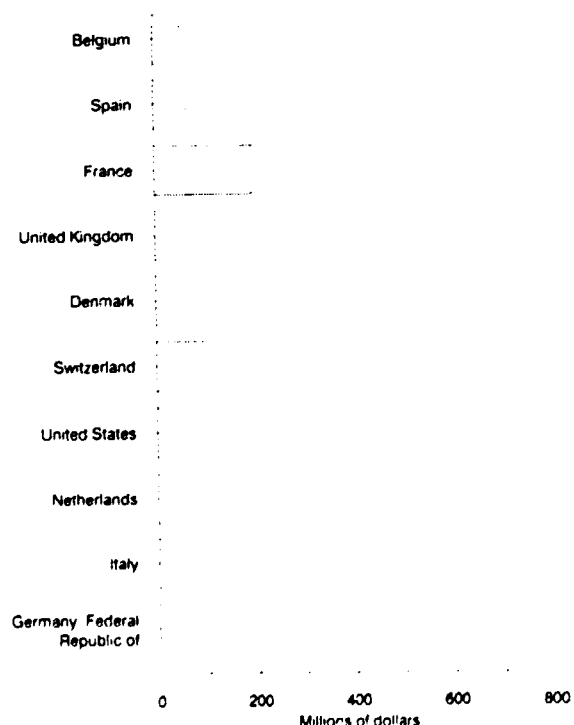 Belgium
Spain
France
United Kingdom
Denmark
Switzerland
United States
Netherlands
Italy
Germany Federal
Republic of
0 200 400 600 800
Millions of dollars